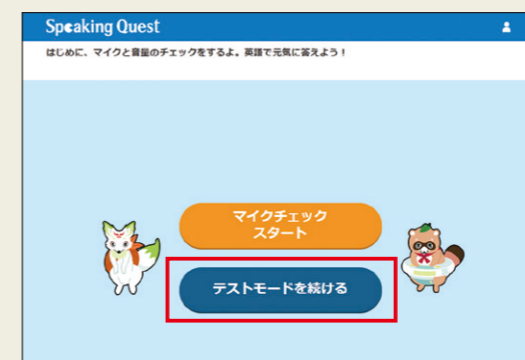 Speaking Quest
はじめに、マイクと音量のチェックをするよ。英語で元気に答えよう！
マイクチェック
スタート
テストモードを続ける